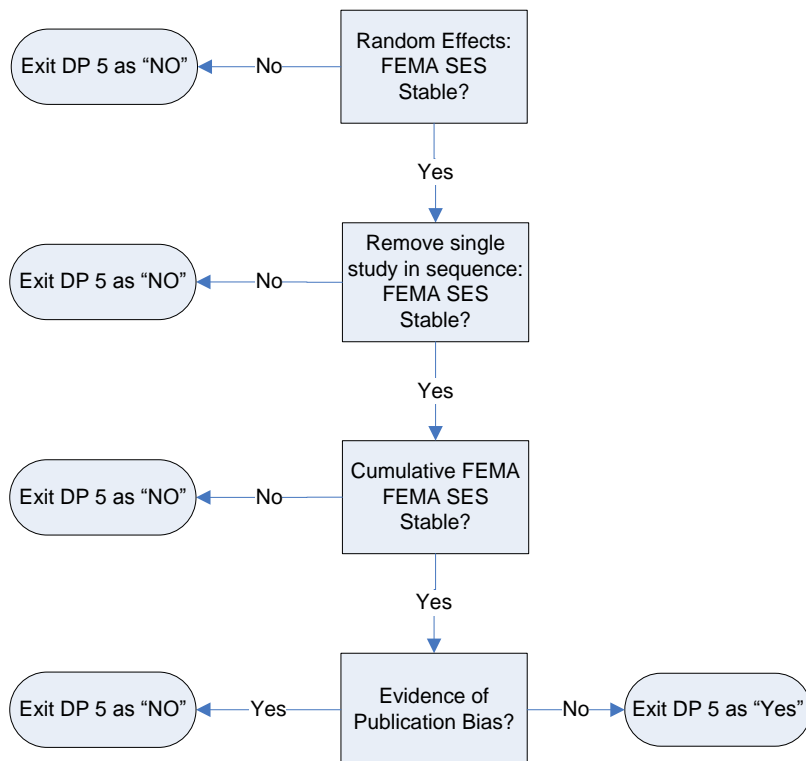 Random Effects:
FEMA SES
Stable?
Exit DP 5 as “NO”
No
Yes
Remove single
study in sequence:
FEMA SES
Stable?
Exit DP 5 as “NO”
No
Yes
Cumulative FEMA
FEMA SES
Stable?
Exit DP 5 as “NO”
No
Yes
Evidence of
Publication Bias?
Exit DP 5 as “NO”
Yes
No
Exit DP 5 as “Yes”